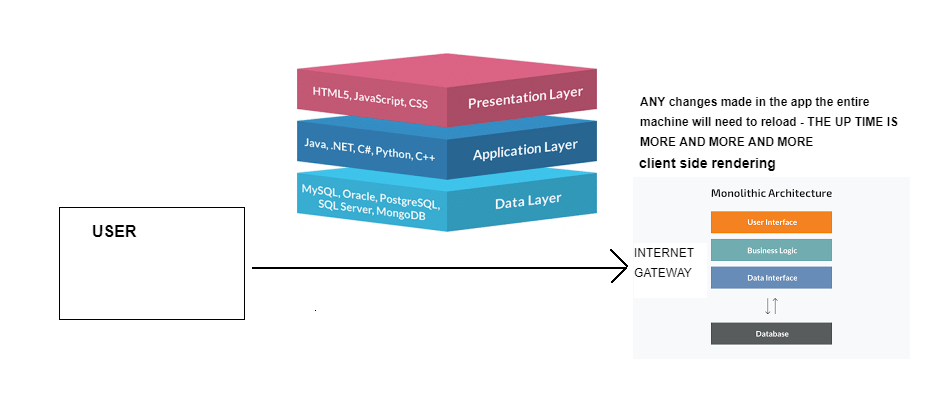 HTML5, JavaScript, CSS
Presentation Layer
Java, .NET, C#, Python, C++
Application Layer
MySQL, Oracle, PostgreSQL,
SQL Server, MongoDB
Data Layer
ANY changes made in the app the entire
machine will need to reload - THE UP TIME IS
MORE AND MORE AND MORE
client side rendering
USER
INTERNET
GATEWAY
Monolithic Architecture
User Interface
Business Logic
Data Interface
Database